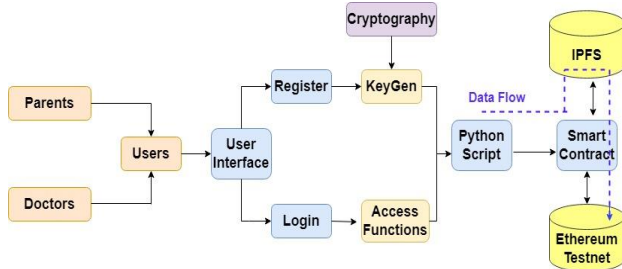 Cryptography
IPFS
Parents
Register
KeyGen
Data Flow
Users
User
Interface
Python
Script
Smart
Contract
Doctors
Login
Access
Functions
Ethereum
Testnet